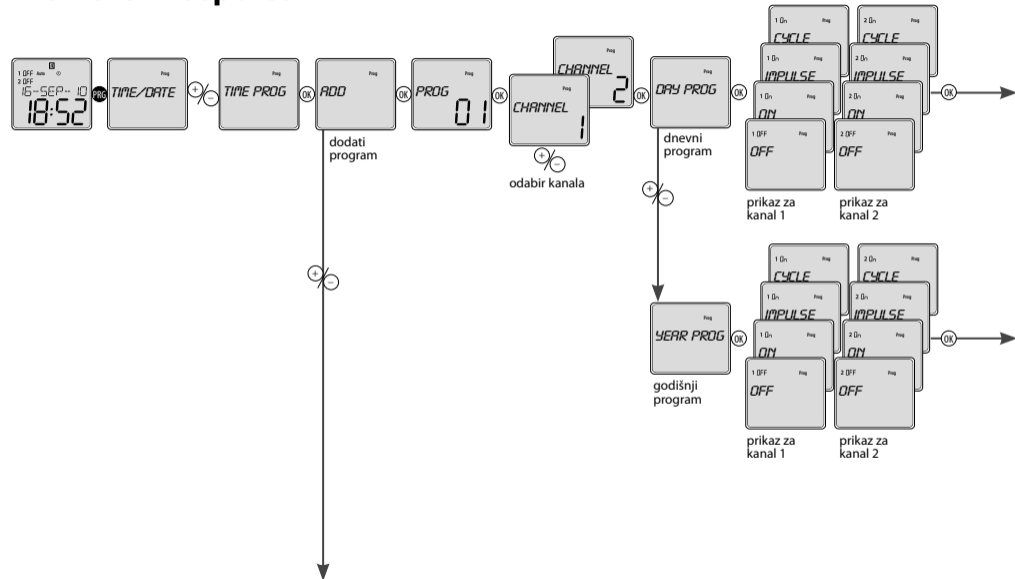 1 OFF Auto
2 OFF
16-SEP-10
18:52
PRG
Prog
TIME/DATE
+/−
Prog
TIME PROG
OK
Prog
ADD
dodati
program
+/−
OK
Prog
PROG
01
OK
Prog
CHANNEL
1
Prog
CHANNEL
2
+/−
odabir kanala
OK
Prog
DAY PROG
dnevni
program
+/−
OK
1 On Prog
CYCLE
1 On Prog
IMPULSE
1 On Prog
ON
1 OFF Prog
OFF
prikaz za
kanal 1
2 On Prog
CYCLE
2 On Prog
IMPULSE
2 On Prog
ON
2 OFF Prog
OFF
prikaz za
kanal 2
OK
Prog
YEAR PROG
godišnji
program
OK
1 On Prog
CYCLE
1 On Prog
IMPULSE
1 On Prog
ON
1 OFF Prog
OFF
prikaz za
kanal 1
2 On Prog
CYCLE
2 On Prog
IMPULSE
2 On Prog
ON
2 OFF Prog
OFF
prikaz za
kanal 2
OK